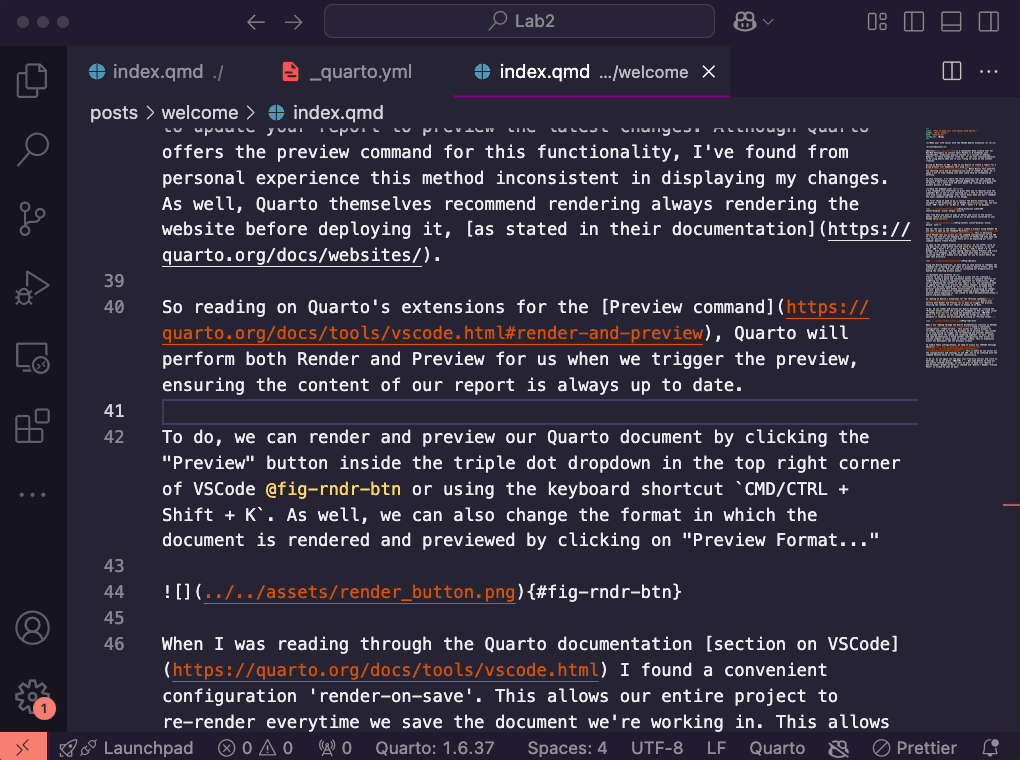 Lab2
index.qmd ./
_quarto.yml
index.qmd .../welcome
posts > welcome > index.qmd
to update your report to preview the latest changes. Although Quarto
offers the preview command for this functionality, I've found from
personal experience this method inconsistent in displaying my changes.
As well, Quarto themselves recommend rendering always rendering the
website before deploying it, [as stated in their documentation](https://
quarto.org/docs/websites/).
39
40 So reading on Quarto's extensions for the [Preview command](https://
quarto.org/docs/tools/vscode.html#render-and-preview), Quarto will
perform both Render and Preview for us when we trigger the preview,
ensuring the content of our report is always up to date.
41
42 To do, we can render and preview our Quarto document by clicking the
"Preview" button inside the triple dot dropdown in the top right corner
of VSCode @fig-rndr-btn or using the keyboard shortcut `CMD/CTRL +
Shift + K`. As well, we can also change the format in which the
document is rendered and previewed by clicking on "Preview Format..."
43
44 ![](../../assets/render_button.png){#fig-rndr-btn}
45
46 When I was reading through the Quarto documentation [section on VSCode]
(https://quarto.org/docs/tools/vscode.html) I found a convenient
configuration 'render-on-save'. This allows our entire project to
re-render everytime we save the document we're working in. This allows
1
Launchpad 0 0 0 Quarto: 1.6.37 Spaces: 4 UTF-8 LF Quarto Prettier